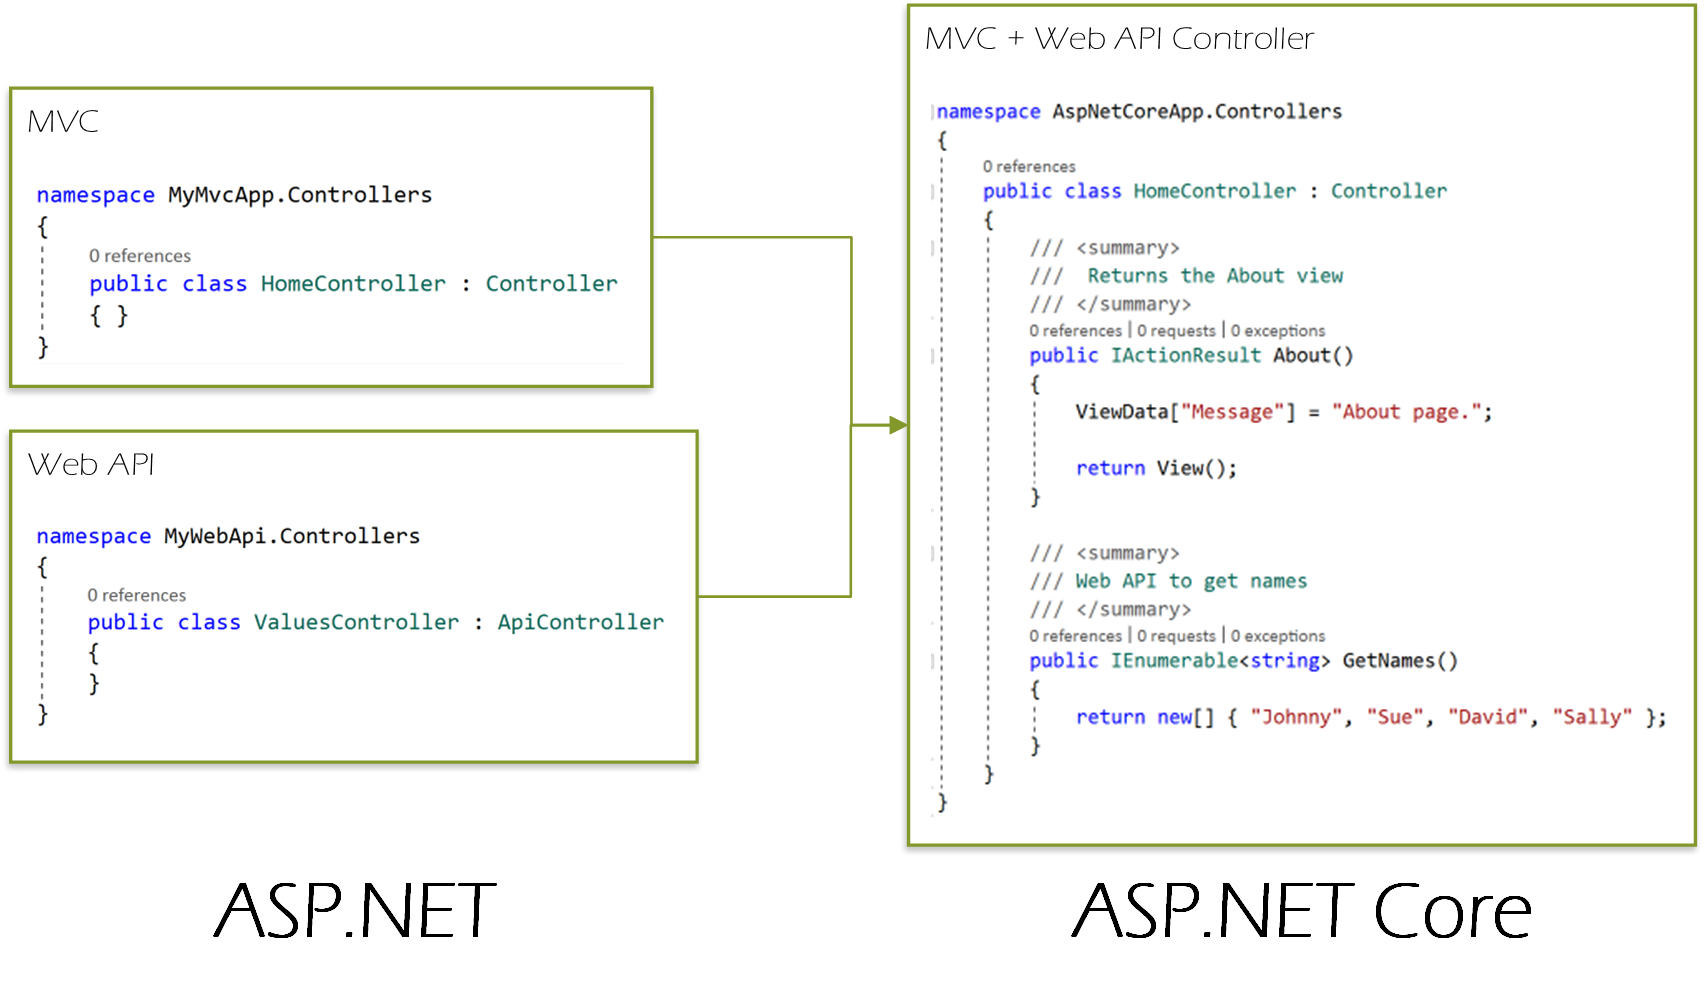 MVC
namespace MyMvcApp.Controllers
{
0 references
public class HomeController : Controller
{ }
}
Web API
namespace MyWebApi.Controllers
{
0 references
public class ValuesController : ApiController
{
}
}
ASP.NET
MVC + Web API Controller
namespace AspNetCoreApp.Controllers
{
0 references
public class HomeController : Controller
{
/// <summary>
///  Returns the About view
/// </summary>
0 references | 0 requests | 0 exceptions
public IActionResult About()
{
ViewData["Message"] = "About page.";
return View();
}
/// <summary>
/// Web API to get names
/// </summary>
0 references | 0 requests | 0 exceptions
public IEnumerable<string> GetNames()
{
return new[] { "Johnny", "Sue", "David", "Sally" };
}
}
}
ASP.NET Core